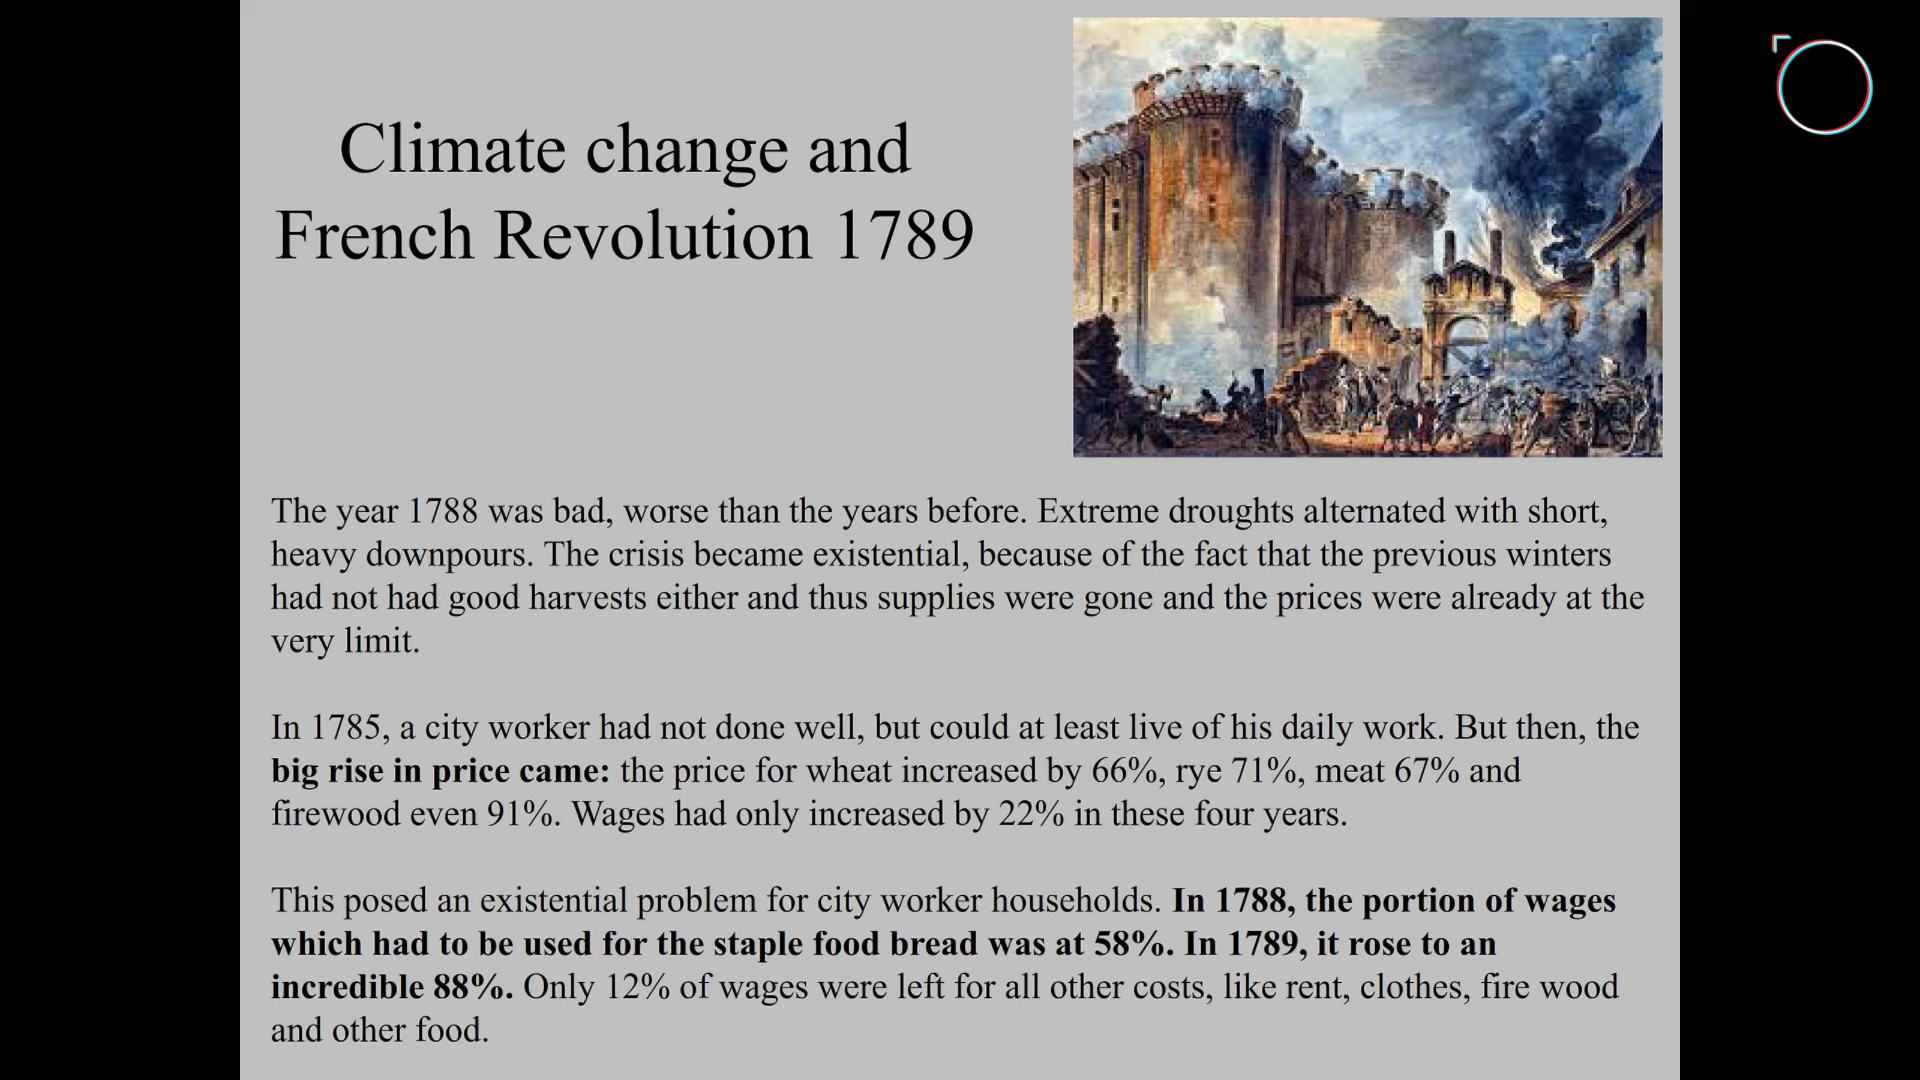 Climate change and
French Revolution 1789
The year 1788 was bad, worse than the years before. Extreme droughts alternated with short,
heavy downpours. The crisis became existential, because of the fact that the previous winters
had not had good harvests either and thus supplies were gone and the prices were already at the
very limit.
In 1785, a city worker had not done well, but could at least live of his daily work. But then, the
big rise in price came: the price for wheat increased by 66%, rye 71%, meat 67% and
firewood even 91%. Wages had only increased by 22% in these four years.
This posed an existential problem for city worker households. In 1788, the portion of wages
which had to be used for the staple food bread was at 58%. In 1789, it rose to an
incredible 88%. Only 12% of wages were left for all other costs, like rent, clothes, fire wood
and other food.